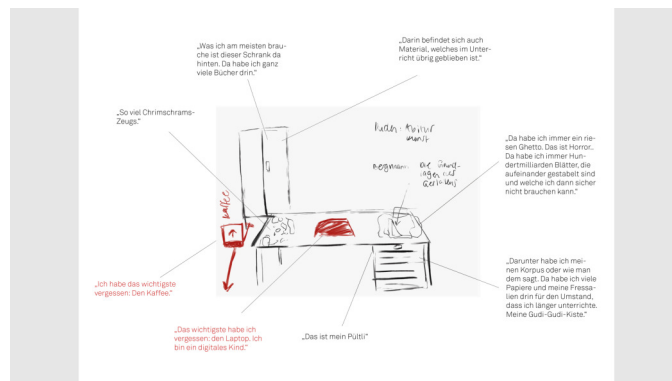 „Was ich am meisten brau-
che ist dieser Schrank da
hinten. Da habe ich ganz
viele Bücher drin.“
„Darin befindet sich auch
Material, welches im Unter-
richt übrig geblieben ist.“
„So viel Chrimschrams-
Zeugs.“
Kaffee
„Da habe ich immer ein rie-
sen Ghetto. Das ist Horror..
Da habe ich immer Hun-
dertmilliarden Blätter, die
aufeinander gestabelt sind
und welche ich dann sicher
nicht brauchen kann.“
„Ich habe das wichtigste
vergessen: Den Kaffee.“
„Darunter habe ich mei-
nen Korpus oder wie man
dem sagt. Da habe ich viele
Papiere und meine Fressa-
lien drin für den Umstand,
dass ich länger unterrichte.
Meine Gudi-Gudi-Kiste.“
„Das wichtigste habe ich
vergessen: den Laptop. Ich
bin ein digitales Kind.“
„Das ist mein Pültli“